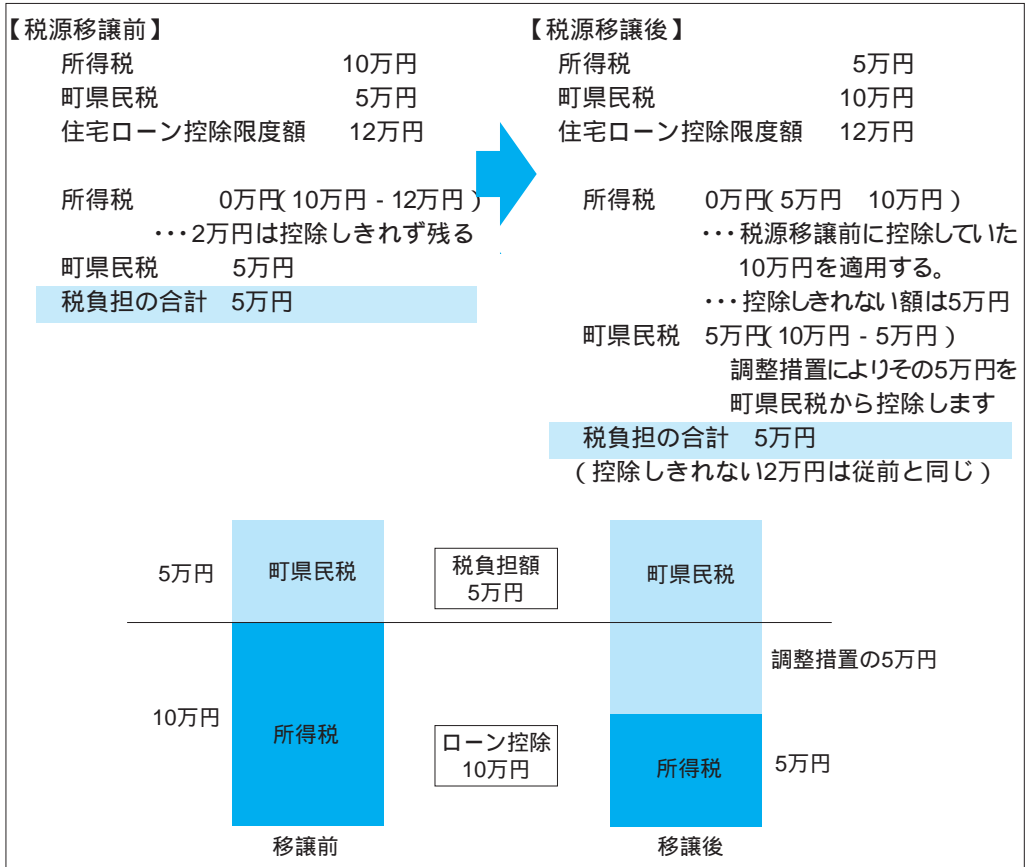 【税源移譲前】
所得税 10万円
町県民税 5万円
住宅ローン控除限度額 12万円
所得税 0万円(10万円 - 12万円)
･･･2万円は控除しきれず残る
町県民税 5万円
税負担の合計 5万円
【税源移譲後】
所得税 5万円
町県民税 10万円
住宅ローン控除限度額 12万円
所得税 0万円(5万円 10万円)
･･･税源移譲前に控除していた
10万円を適用する。
･･･控除しきれない額は5万円
町県民税 5万円(10万円 - 5万円)
調整措置によりその5万円を
町県民税から控除します
税負担の合計 5万円
(控除しきれない2万円は従前と同じ)
5万円
町県民税
税負担額
5万円
町県民税
調整措置の5万円
10万円
所得税
ローン控除
10万円
所得税
5万円
移譲前
移譲後